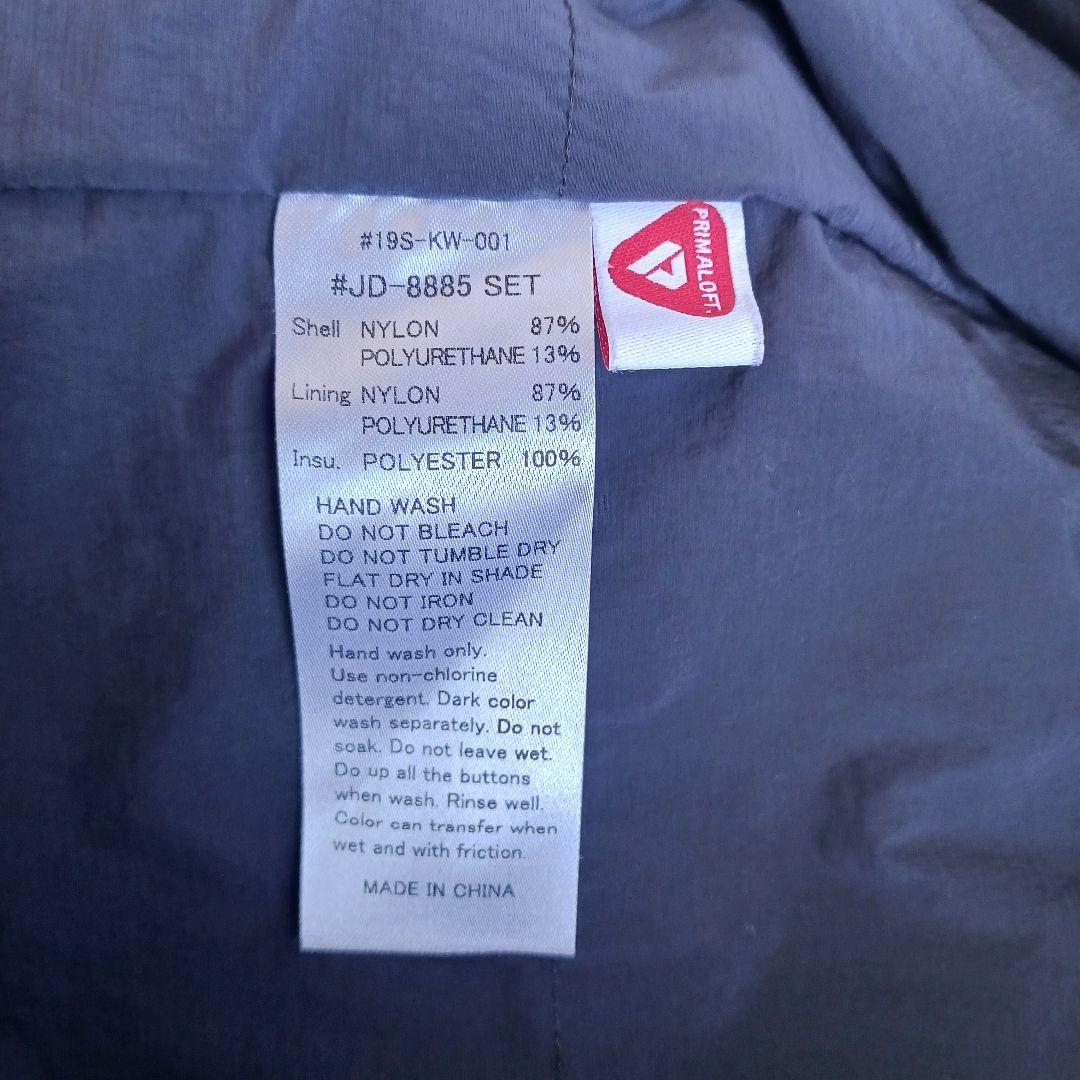 #19S-KW-001
#JD-8885 SET
Shell NYLON 87%
POLYURETHANE 13%
Lining NYLON 87%
POLYURETHANE 13%
Insu. POLYESTER 100%
HAND WASH
DO NOT BLEACH
DO NOT TUMBLE DRY
FLAT DRY IN SHADE
DO NOT IRON
DO NOT DRY CLEAN
Hand wash only.
Use non-chlorine
detergent. Dark color
wash separately. Do not
soak. Do not leave wet.
Do up all the buttons
when wash. Rinse well.
Color can transfer when
wet and with friction.
MADE IN CHINA
PRIMALOFT.